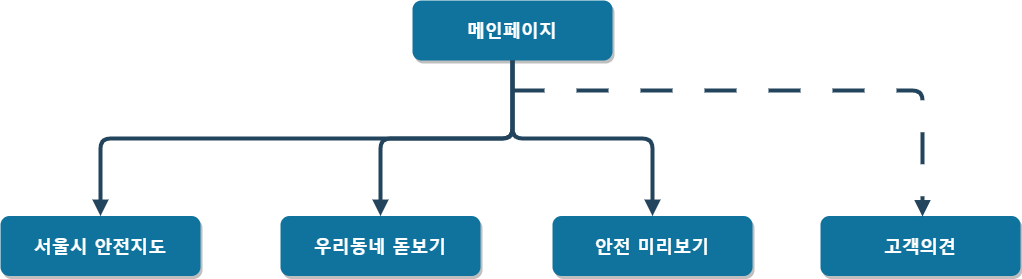 메인페이지
서울시 안전지도
우리동네 돋보기
안전 미리보기
고객의견